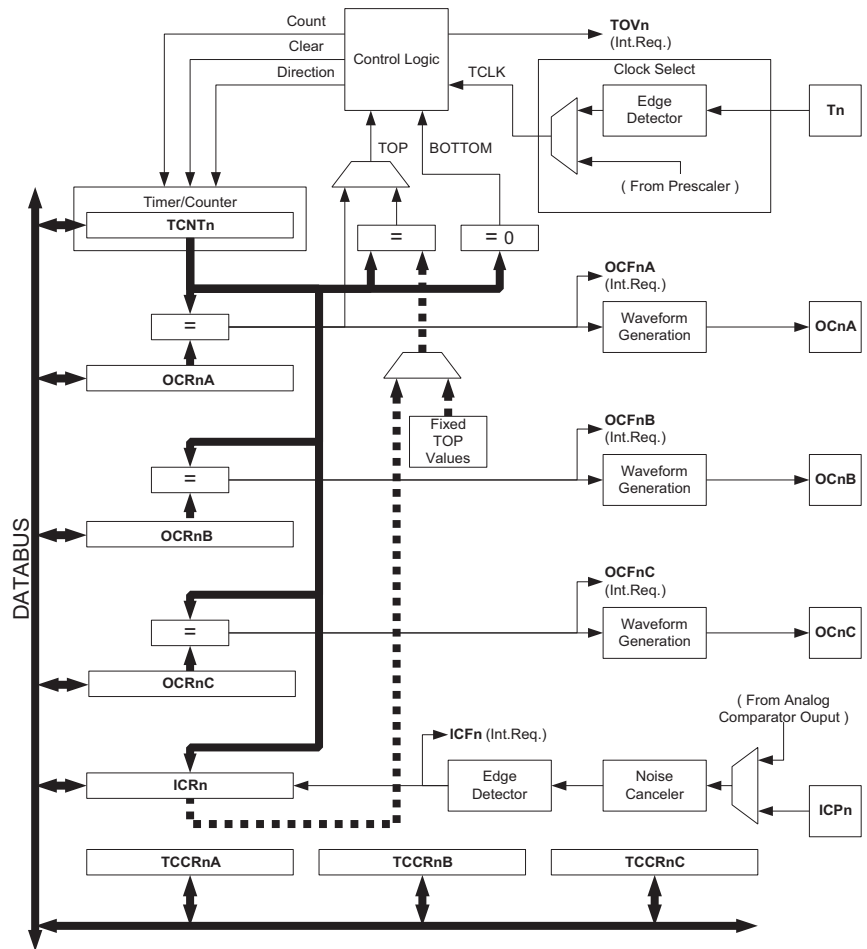 Count
Clear
Direction
Control Logic
TOVn
(Int.Req.)
TCLK
Clock Select
Edge
Detector
Tn
( From Prescaler )
TOP
BOTTOM
Timer/Counter
TCNTn
=
= 0
OCFnA
(Int.Req.)
=
Waveform
Generation
OCnA
OCRnA
Fixed
TOP
Values
OCFnB
(Int.Req.)
=
Waveform
Generation
OCnB
OCRnB
DATABUS
OCFnC
(Int.Req.)
=
Waveform
Generation
OCnC
OCRnC
( From Analog
Comparator Ouput )
ICFn (Int.Req.)
ICRn
Edge
Detector
Noise
Canceler
ICPn
TCCRnA
TCCRnB
TCCRnC